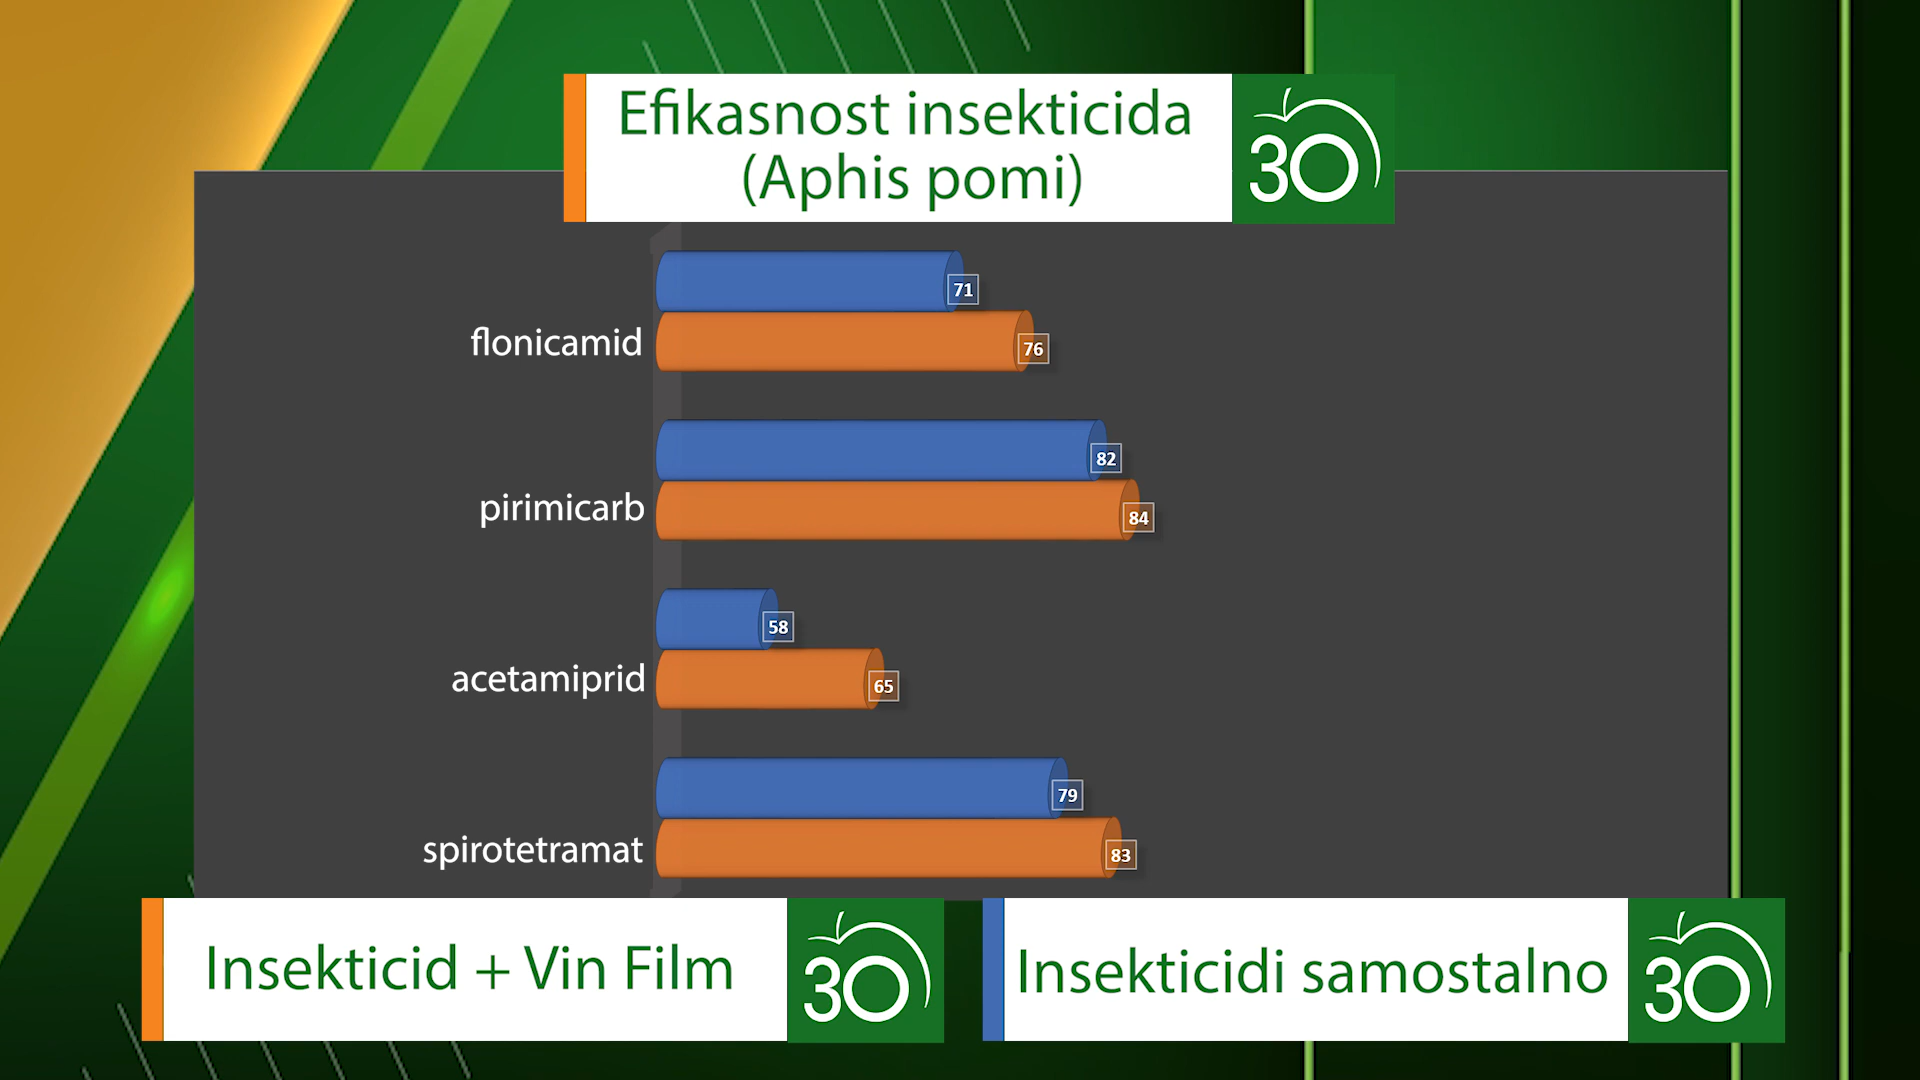 Efikasnost insekticida
(Aphis pomi)
30
71
flonicamid
76
82
pirimicarb
84
58
acetamiprid
65
79
spirotetramat
83
Insekticid + Vin Film
30
Insekticidi samostalno
30